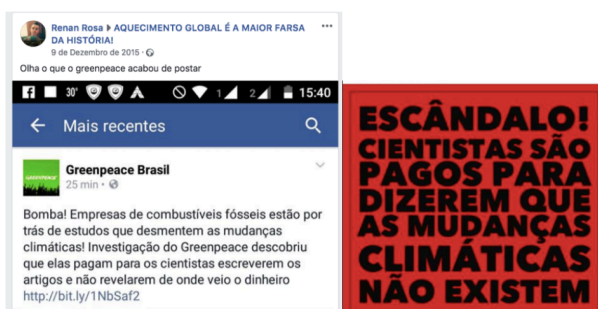 Renan Rosa ▸ AQUECIMENTO GLOBAL É A MAIOR FARSA
DA HISTÓRIA!
9 de Dezembro de 2015 ·
Olha o que o greenpeace acabou de postar
30° 1 2 15:40
← Mais recentes
GREENPEACE
Greenpeace Brasil
25 min ·
Bomba! Empresas de combustíveis fósseis estão por
trás de estudos que desmentem as mudanças
climáticas! Investigação do Greenpeace descobriu
que elas pagam para os cientistas escreverem os
artigos e não revelarem de onde veio o dinheiro
http://bit.ly/1NbSaf2
ESCÂNDALO!
CIENTISTAS SÃO
PAGOS PARA
DIZEREM QUE
AS MUDANÇAS
CLIMÁTICAS
NÃO EXISTEM